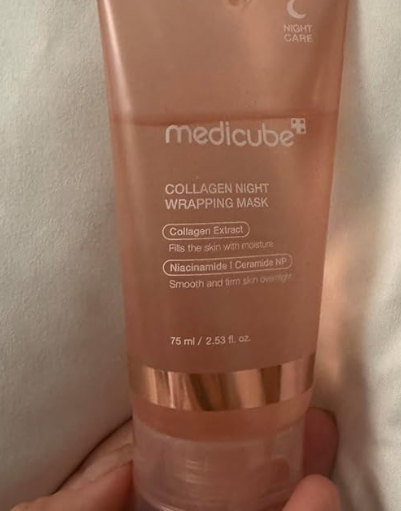 NIGHT
CARE
medicube
COLLAGEN NIGHT
WRAPPING MASK
Collagen Extract
Fills the skin with moisture
Niacinamide | Ceramide NP
Smooth and firm skin overnight
75 ml / 2.53 fl. oz.